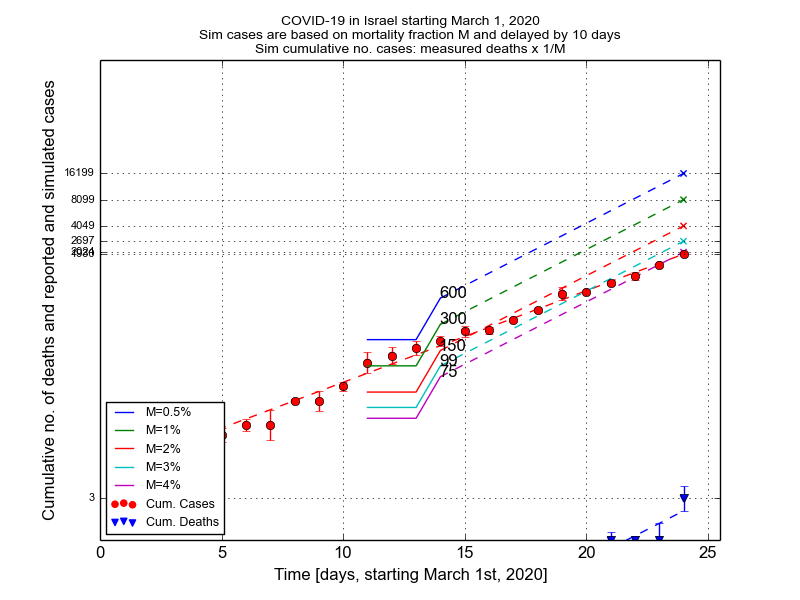 COVID-19 in Israel starting March 1, 2020
Sim cases are based on mortality fraction M and delayed by 10 days
Sim cumulative no. cases: measured deaths x 1/M
Cumulative no. of deaths and reported and simulated cases
16199
8099
4049
2697
2024
3
600
300
150
99
75
M=0.5%
M=1%
M=2%
M=3%
M=4%
Cum. Cases
Cum. Deaths
0 5 10 15 20 25
Time [days, starting March 1st, 2020]